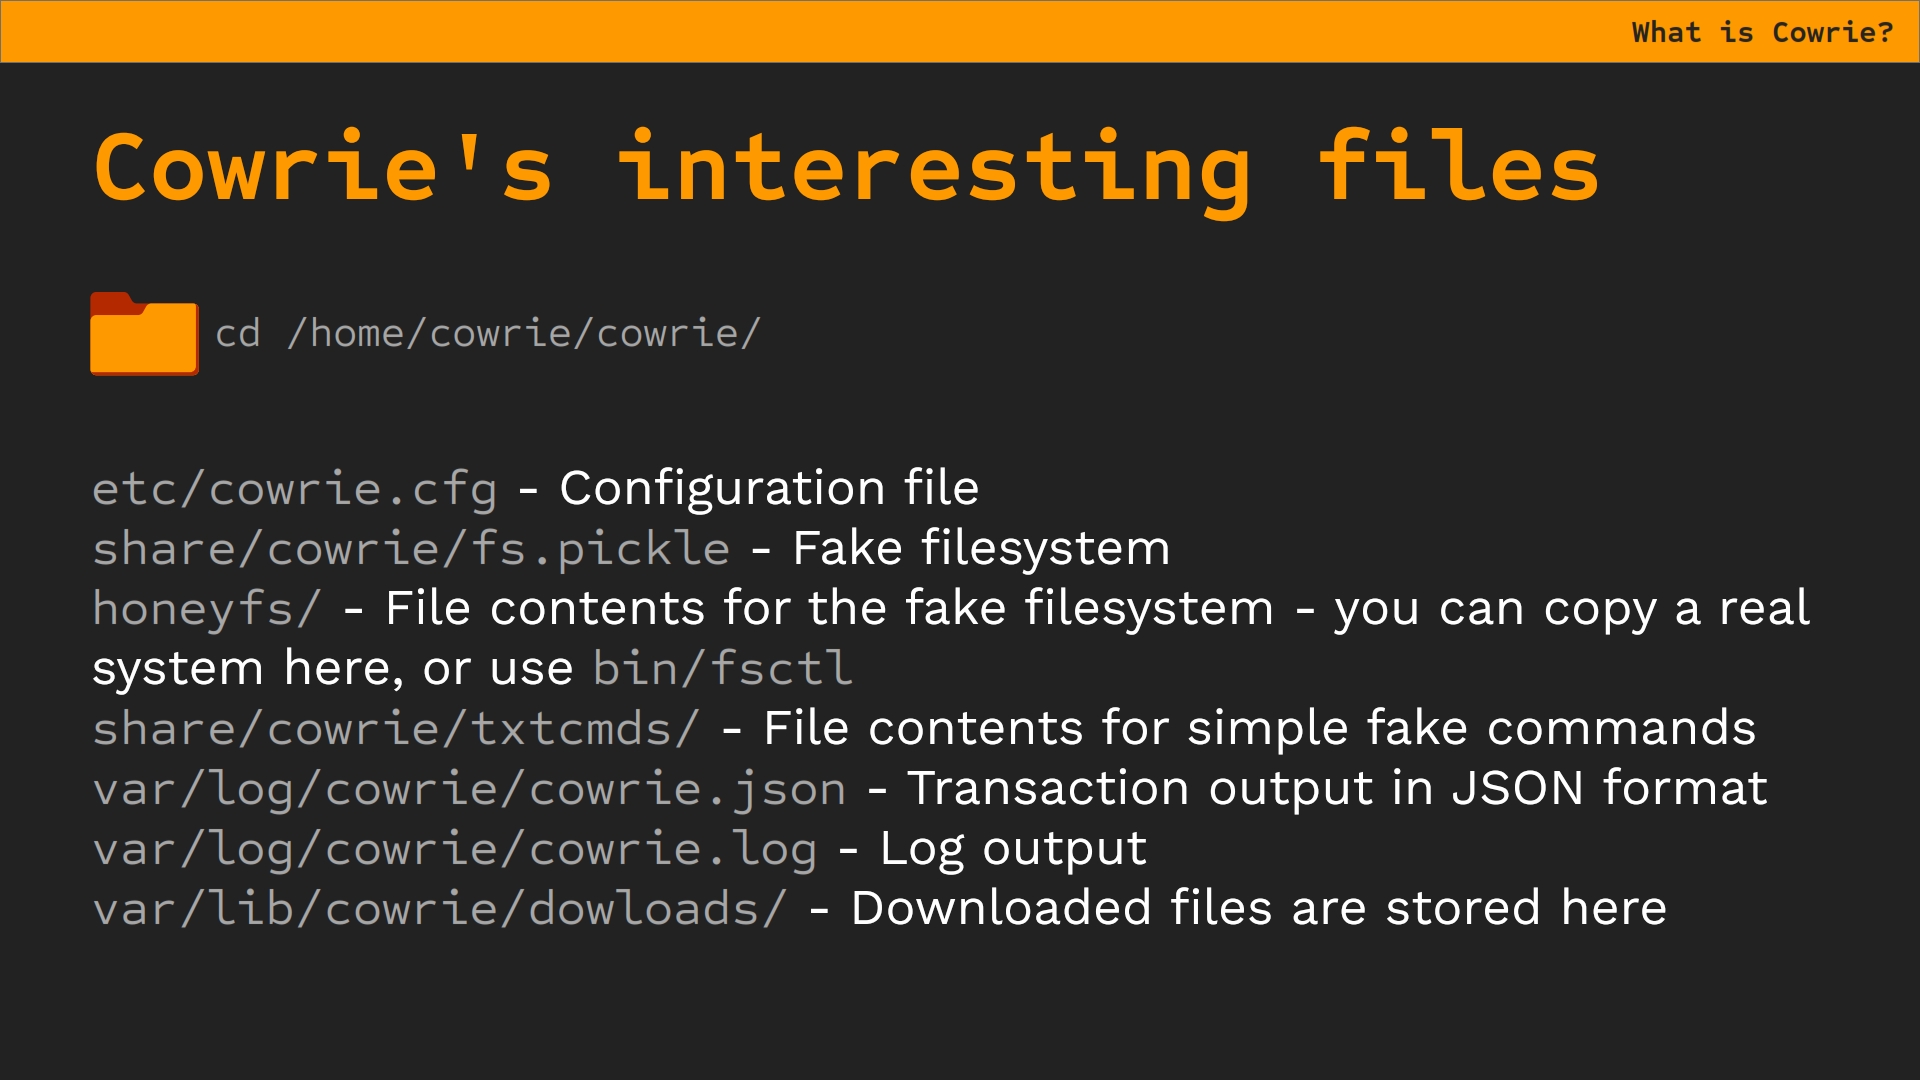 What is Cowrie?
Cowrie's interesting files
cd /home/cowrie/cowrie/
etc/cowrie.cfg - Configuration file
share/cowrie/fs.pickle - Fake filesystem
honeyfs/ - File contents for the fake filesystem - you can copy a real
system here, or use bin/fsctl
share/cowrie/txtcmds/ - File contents for simple fake commands
var/log/cowrie/cowrie.json - Transaction output in JSON format
var/log/cowrie/cowrie.log - Log output
var/lib/cowrie/dowloads/ - Downloaded files are stored here